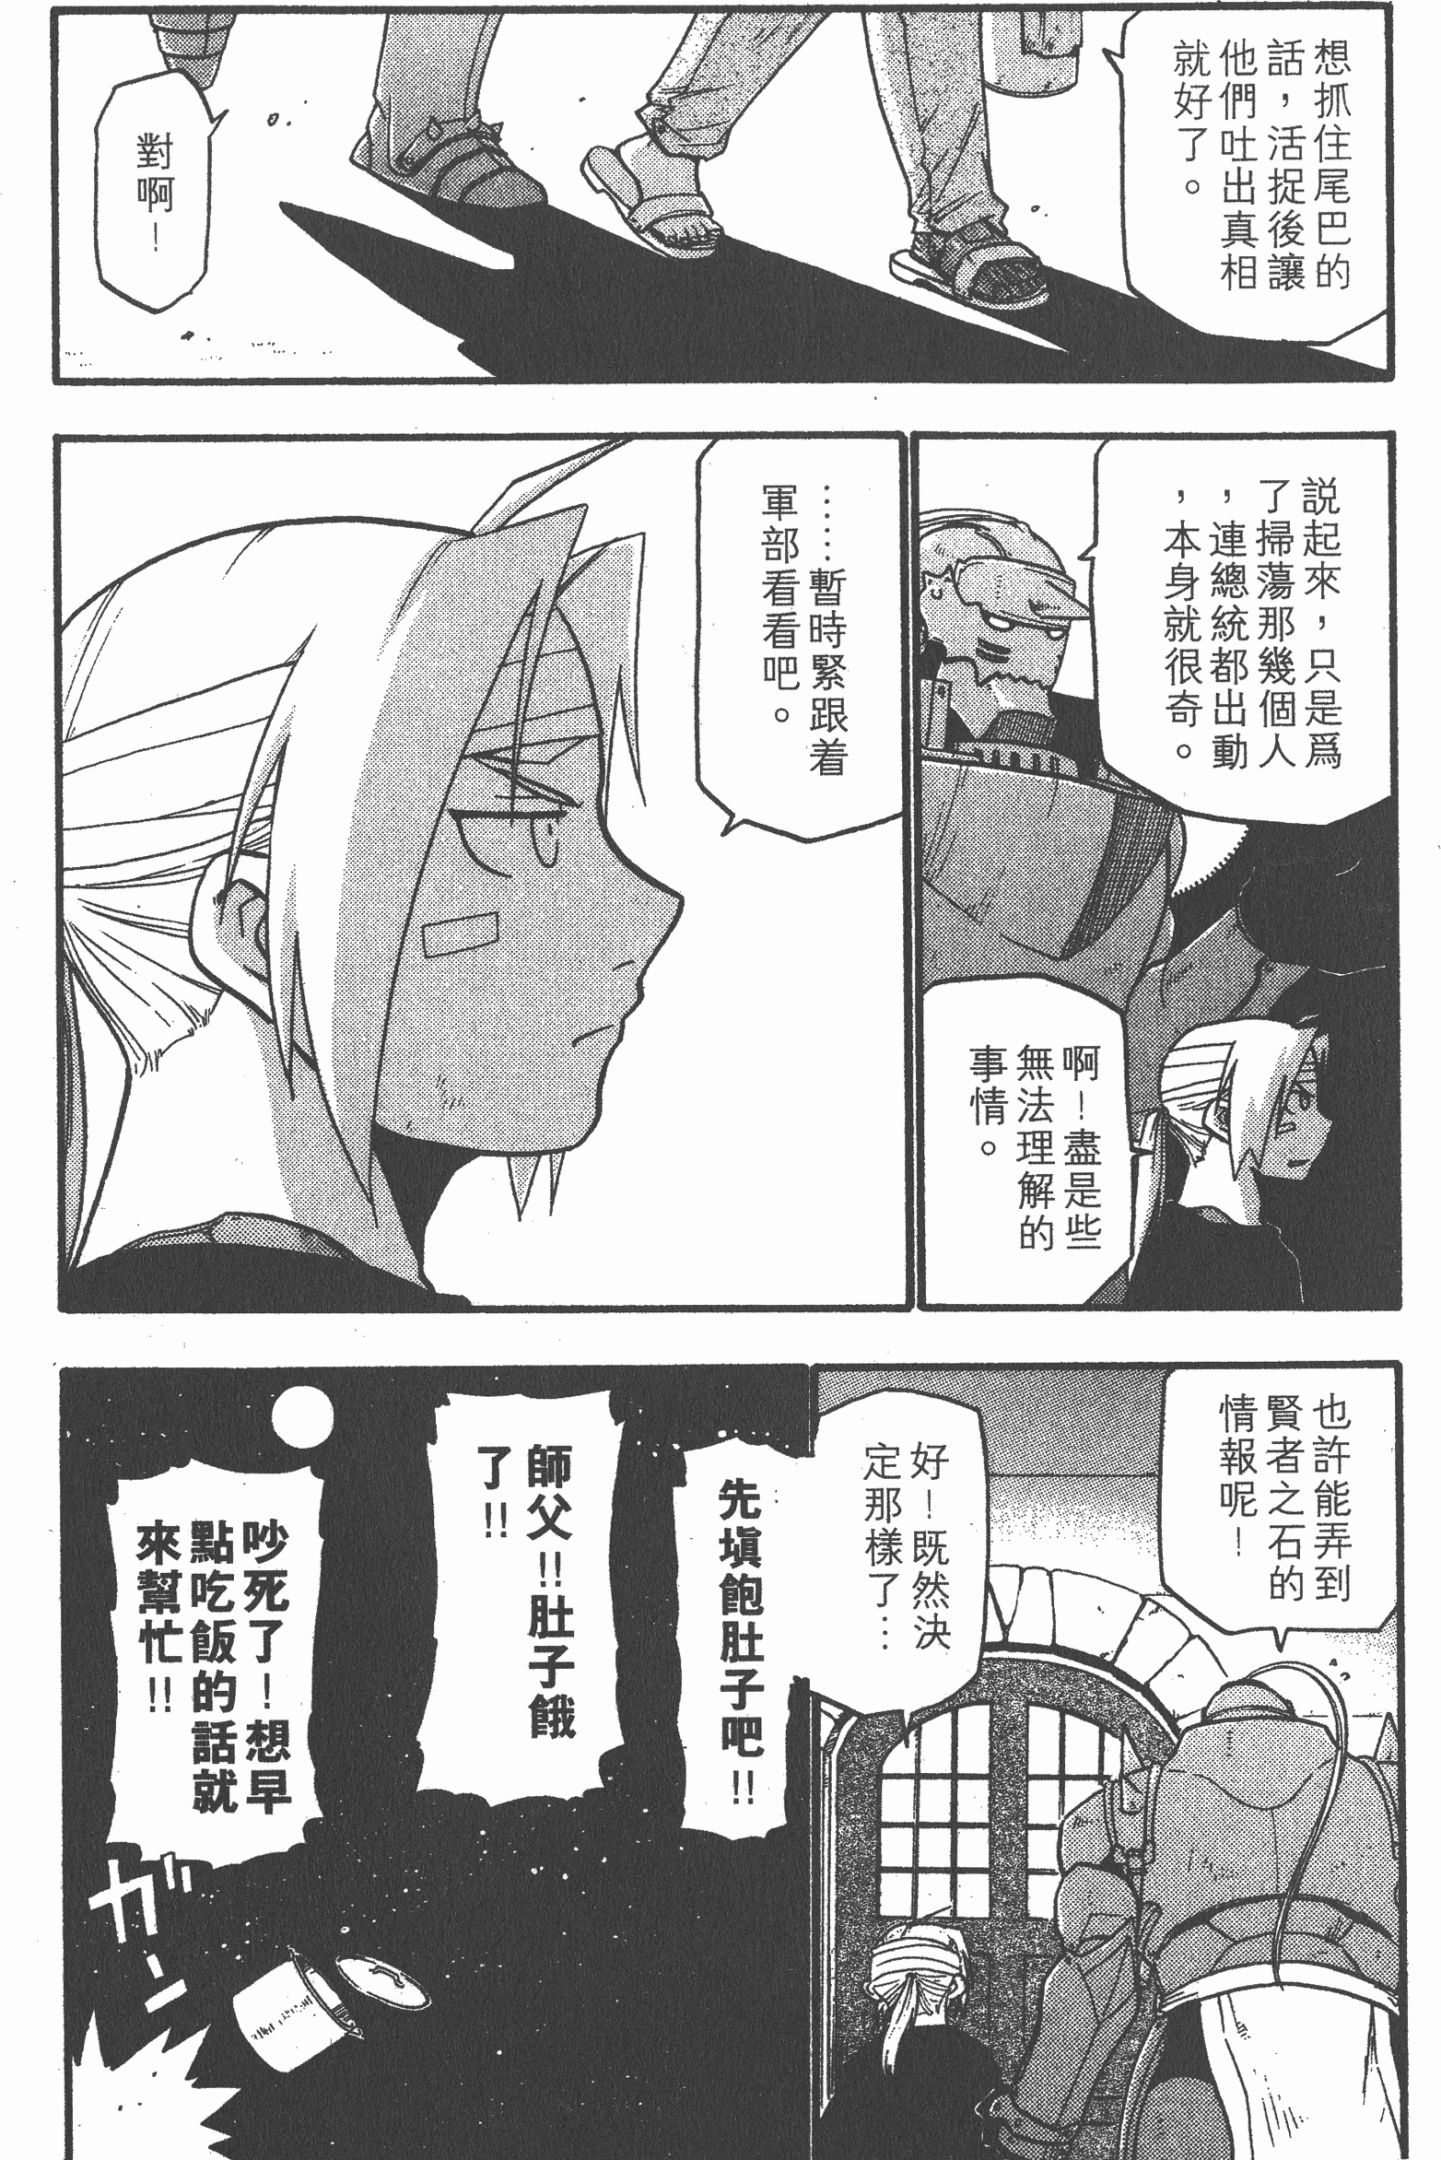 想抓住尾巴的
話，活捉後讓
他們吐出真相
就好了。
對啊！
説起來，只是爲
了掃蕩那幾個人
，連總統都出動
，本身就很奇。
啊！盡是些
無法理解的
事情。
……暫時緊跟着
軍部看看吧。
也許能弄到
賢者之石的
情報呢！
好！既然決
定那樣了…
先填飽肚子吧!!
師父!!肚子餓
了!!
吵死了！想早
點吃飯的話就
來幫忙!!
ガン